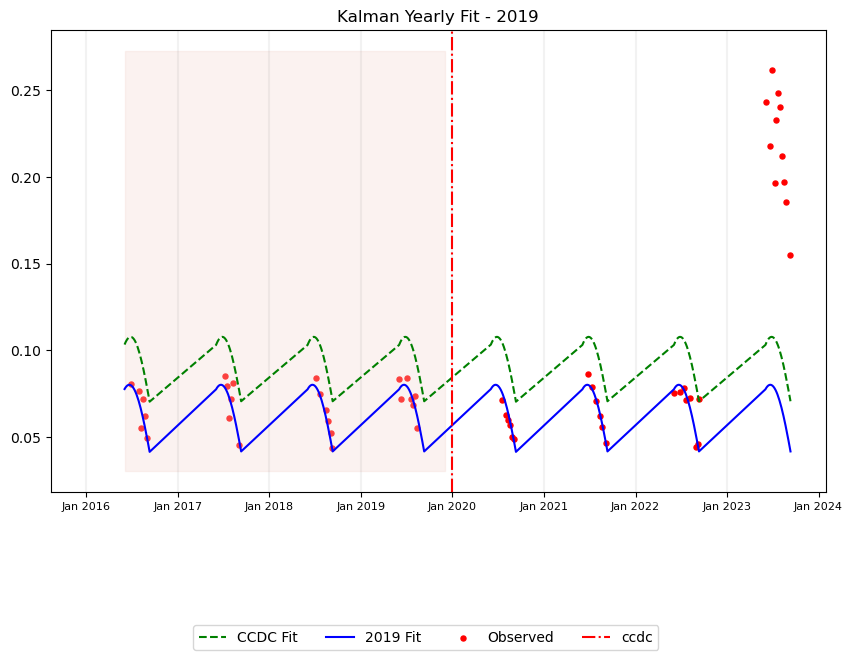 Kalman Yearly Fit - 2019
0.25
0.20
0.15
0.10
0.05
Jan 2016 Jan 2017 Jan 2018 Jan 2019 Jan 2020 Jan 2021 Jan 2022 Jan 2023 Jan 2024
CCDC Fit 2019 Fit Observed ccdc